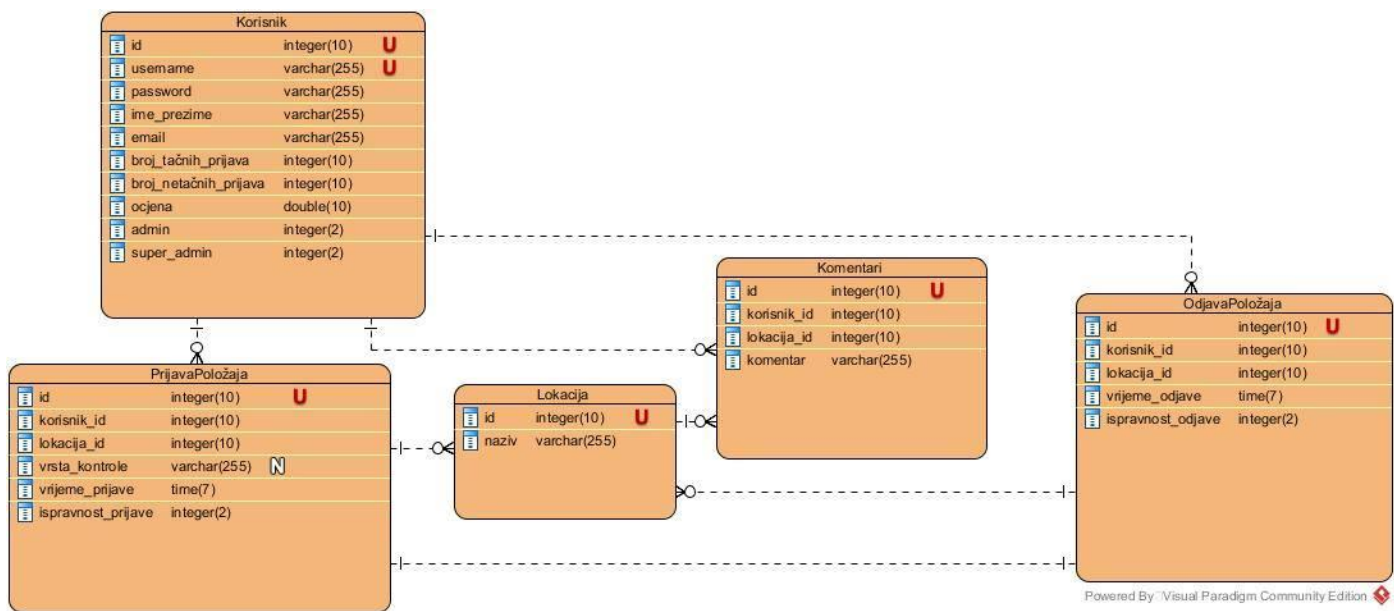 Korisnik
id integer(10) U
username varchar(255) U
password varchar(255)
ime_prezime varchar(255)
email varchar(255)
broj_tačnih_prijava integer(10)
broj_netačnih_prijava integer(10)
ocjena double(10)
admin integer(2)
super_admin integer(2)
Komentari
id integer(10) U
korisnik_id integer(10)
lokacija_id integer(10)
komentar varchar(255)
OdjavaPoložaja
id integer(10) U
korisnik_id integer(10)
lokacija_id integer(10)
vrijeme_odjave time(7)
ispravnost_odjave integer(2)
PrijavaPoložaja
id integer(10) U
korisnik_id integer(10)
lokacija_id integer(10)
vrsta_kontrole varchar(255) N
vrijeme_prijave time(7)
ispravnost_prijave integer(2)
Lokacija
id integer(10) U
naziv varchar(255)
Powered By Visual Paradigm Community Edition